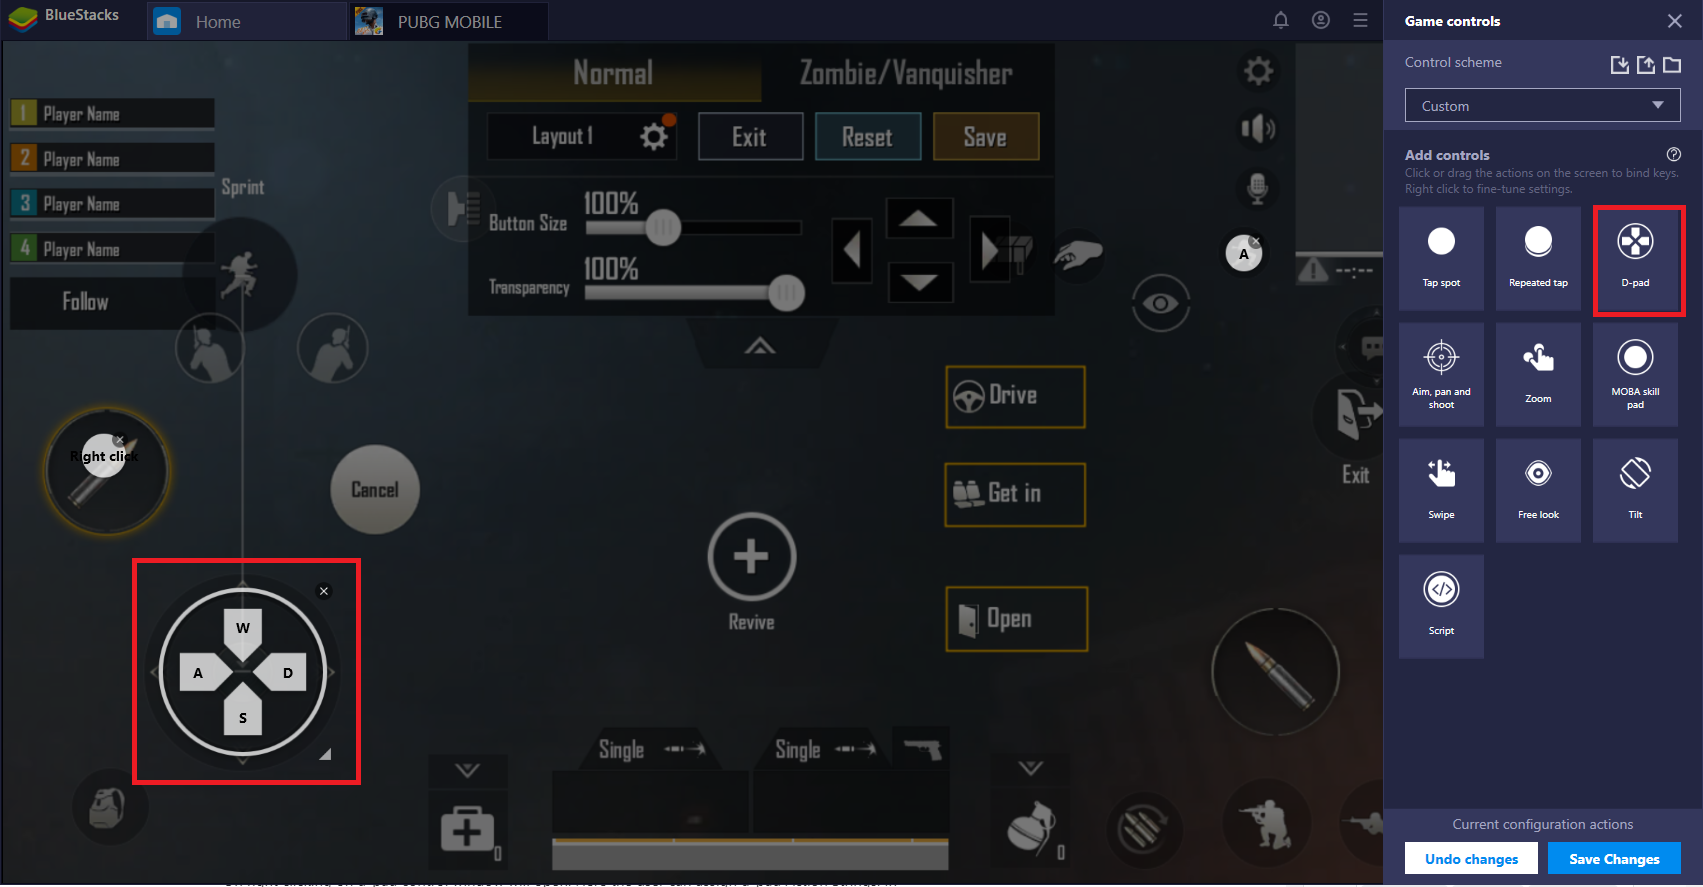 BlueStacks
Home
PUBG MOBILE
Normal
Zombie/Vanquisher
Layout 1
Exit
Reset
Save
Button Size
100%
Transparency
100%
1 Player Name
2 Player Name
3 Player Name
4 Player Name
Follow
Sprint
A
Right click
Cancel
Drive
Get in
Exit
Revive
Open
W
A
D
S
Single
Single
0
0
--:--
Game controls
Control scheme
Custom
Add controls
Click or drag the actions on the screen to bind keys.
Right click to fine-tune settings.
Tap spot
Repeated tap
D-pad
Aim, pan and
shoot
Zoom
MOBA skill
pad
Swipe
Free look
Tilt
Script
Current configuration actions
Undo changes
Save Changes